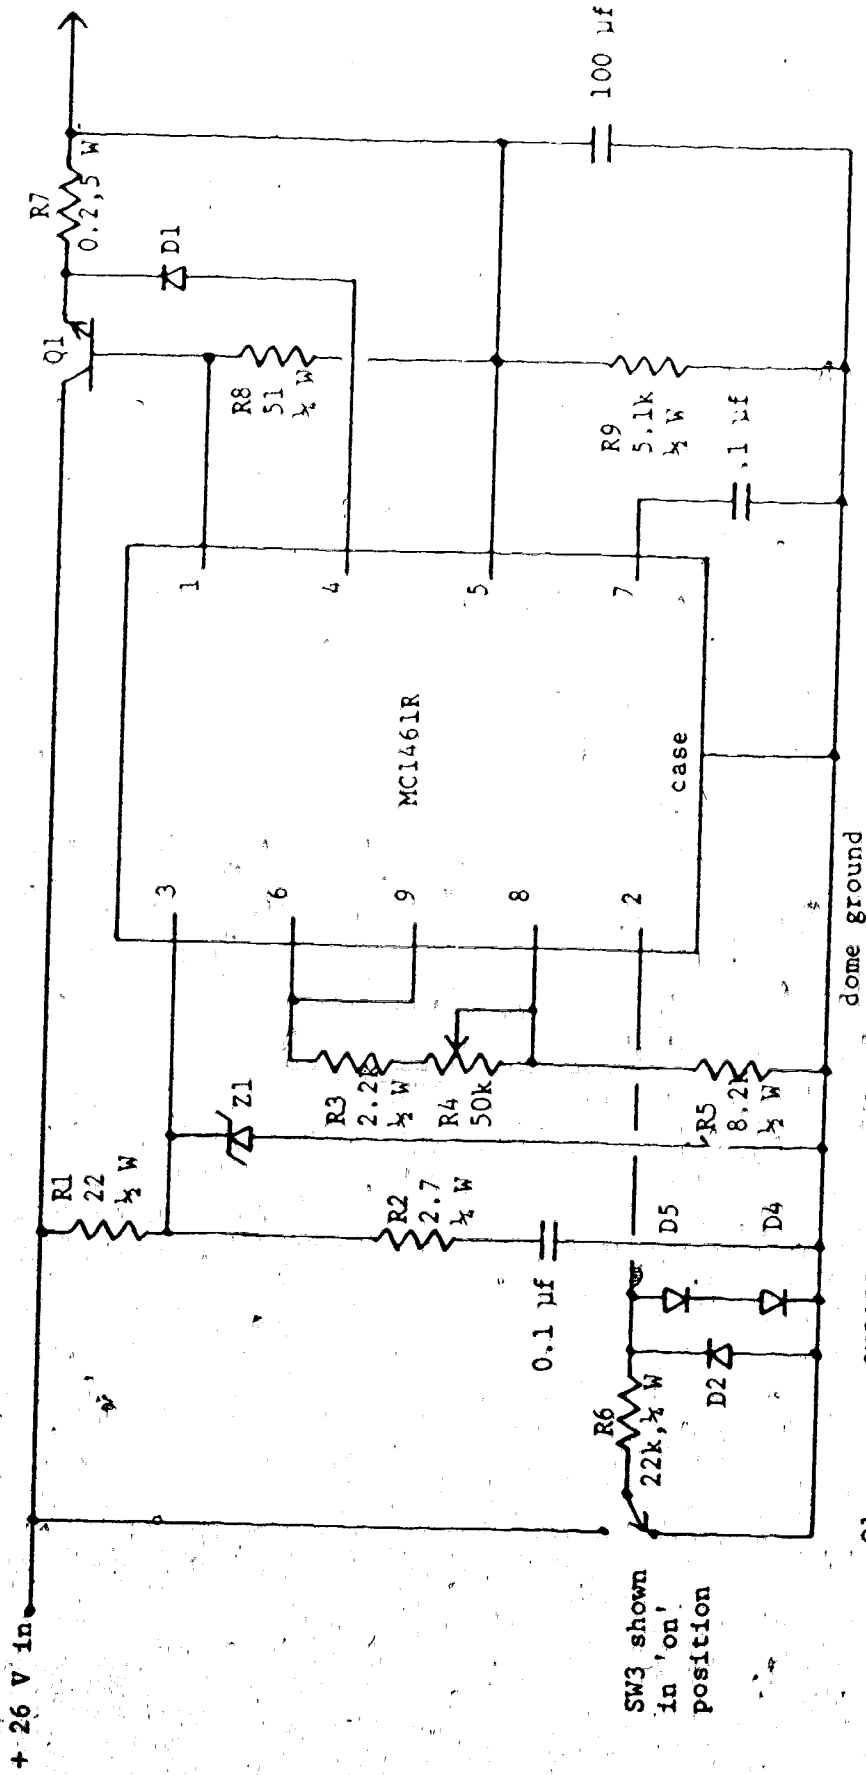 + 26 V in
R1
22
½ W
Z1
R2
2.7
½ W
0.1 µf
R3
2.2k
½ W
R4
50k
R5
8.2k
½ W
D5
D4
D2
R6
22k,½ W
SW3 shown
in 'on'
position
3
6
9
8
2
MC1461R
case
1
4
5
7
Q1
R7
0.2,5 W
D1
R8
51
½ W
R9
5.1k
½ W
.1 µf
100 µf
dome ground